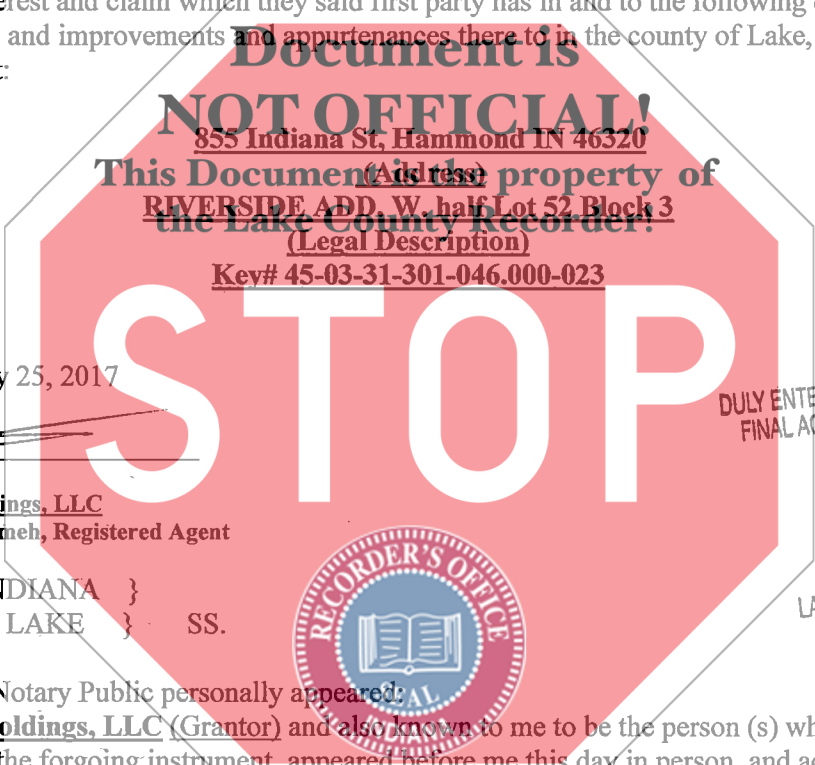 erest and claim which they said first party has in and to the following
and improvements and appurtenances there to in the county of Lake,
Document is
NOT OFFICIAL!
855 Indiana St, Hammond IN 46320
This Document is the property of
(Address)
RIVERSIDE ADD. W. half Lot 52 Block 3
the Lake County Recorder!
(Legal Description)
Key# 45-03-31-301-046.000-023
STOP
y 25, 2017
DULY ENTE
FINAL AC
ings, LLC
meh, Registered Agent
NDIANA }
LAKE } SS.
LA
RECORDER'S OFFICE
SEAL
INDIANA
Notary Public personally appeared:
oldings, LLC (Grantor) and also known to me to be the person (s) wh
the forgoing instrument, appeared before me this day in person, and ac